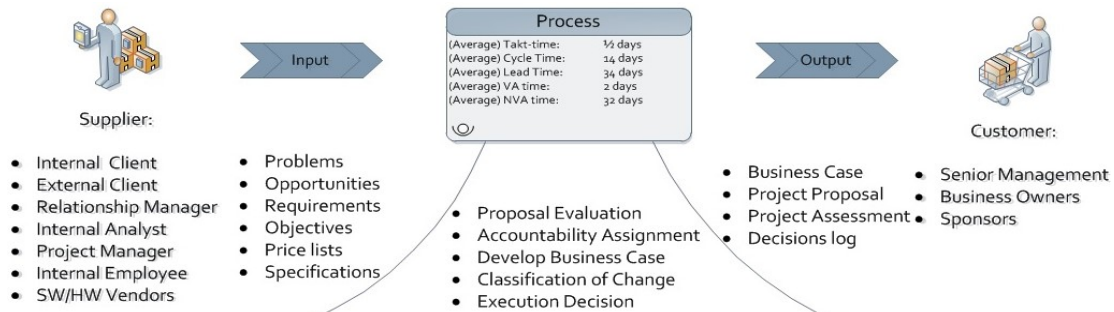 Process
(Average) Takt-time: ½ days
(Average) Cycle Time: 14 days
(Average) Lead Time: 34 days
(Average) VA time: 2 days
(Average) NVA time: 32 days
Input
Output
Supplier:
• Internal Client
• External Client
• Relationship Manager
• Internal Analyst
• Project Manager
• Internal Employee
• SW/HW Vendors
• Problems
• Opportunities
• Requirements
• Objectives
• Price lists
• Specifications
• Proposal Evaluation
• Accountability Assignment
• Develop Business Case
• Classification of Change
• Execution Decision
• Business Case
• Project Proposal
• Project Assessment
• Decisions log
Customer:
• Senior Management
• Business Owners
• Sponsors